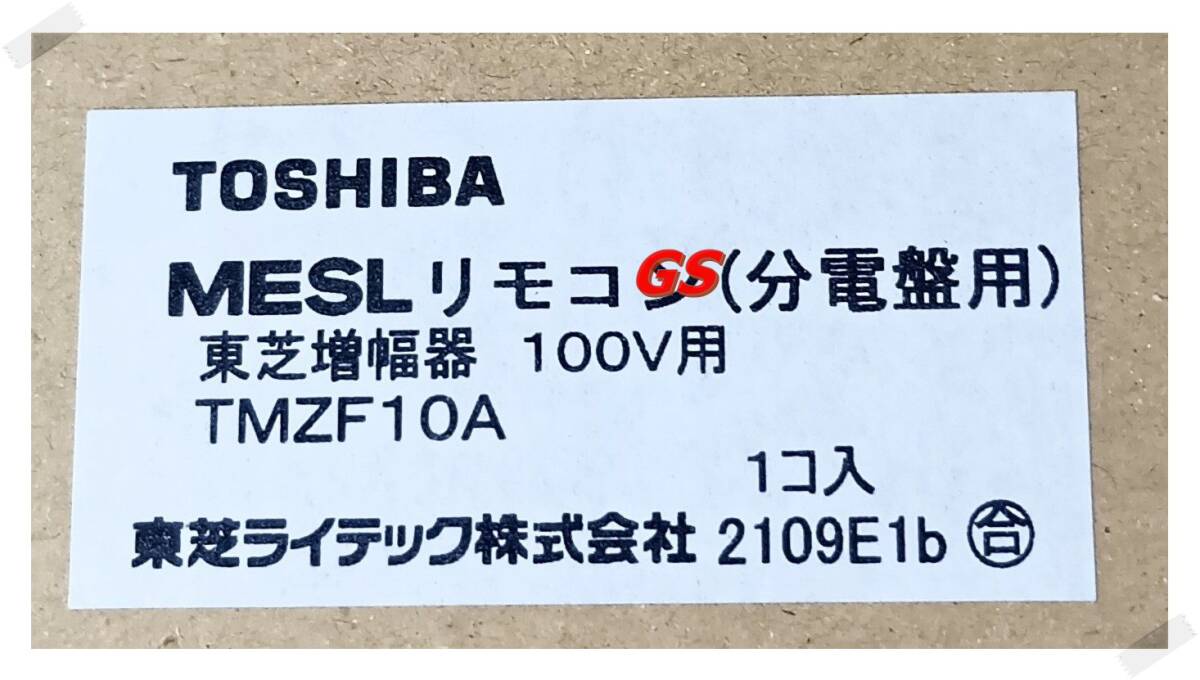 TOSHIBA
MESLリモコンGS(分電盤用)
東芝増幅器 100V用
TMZF10A
1コ入
東芝ライテック株式会社 2109E1b 合